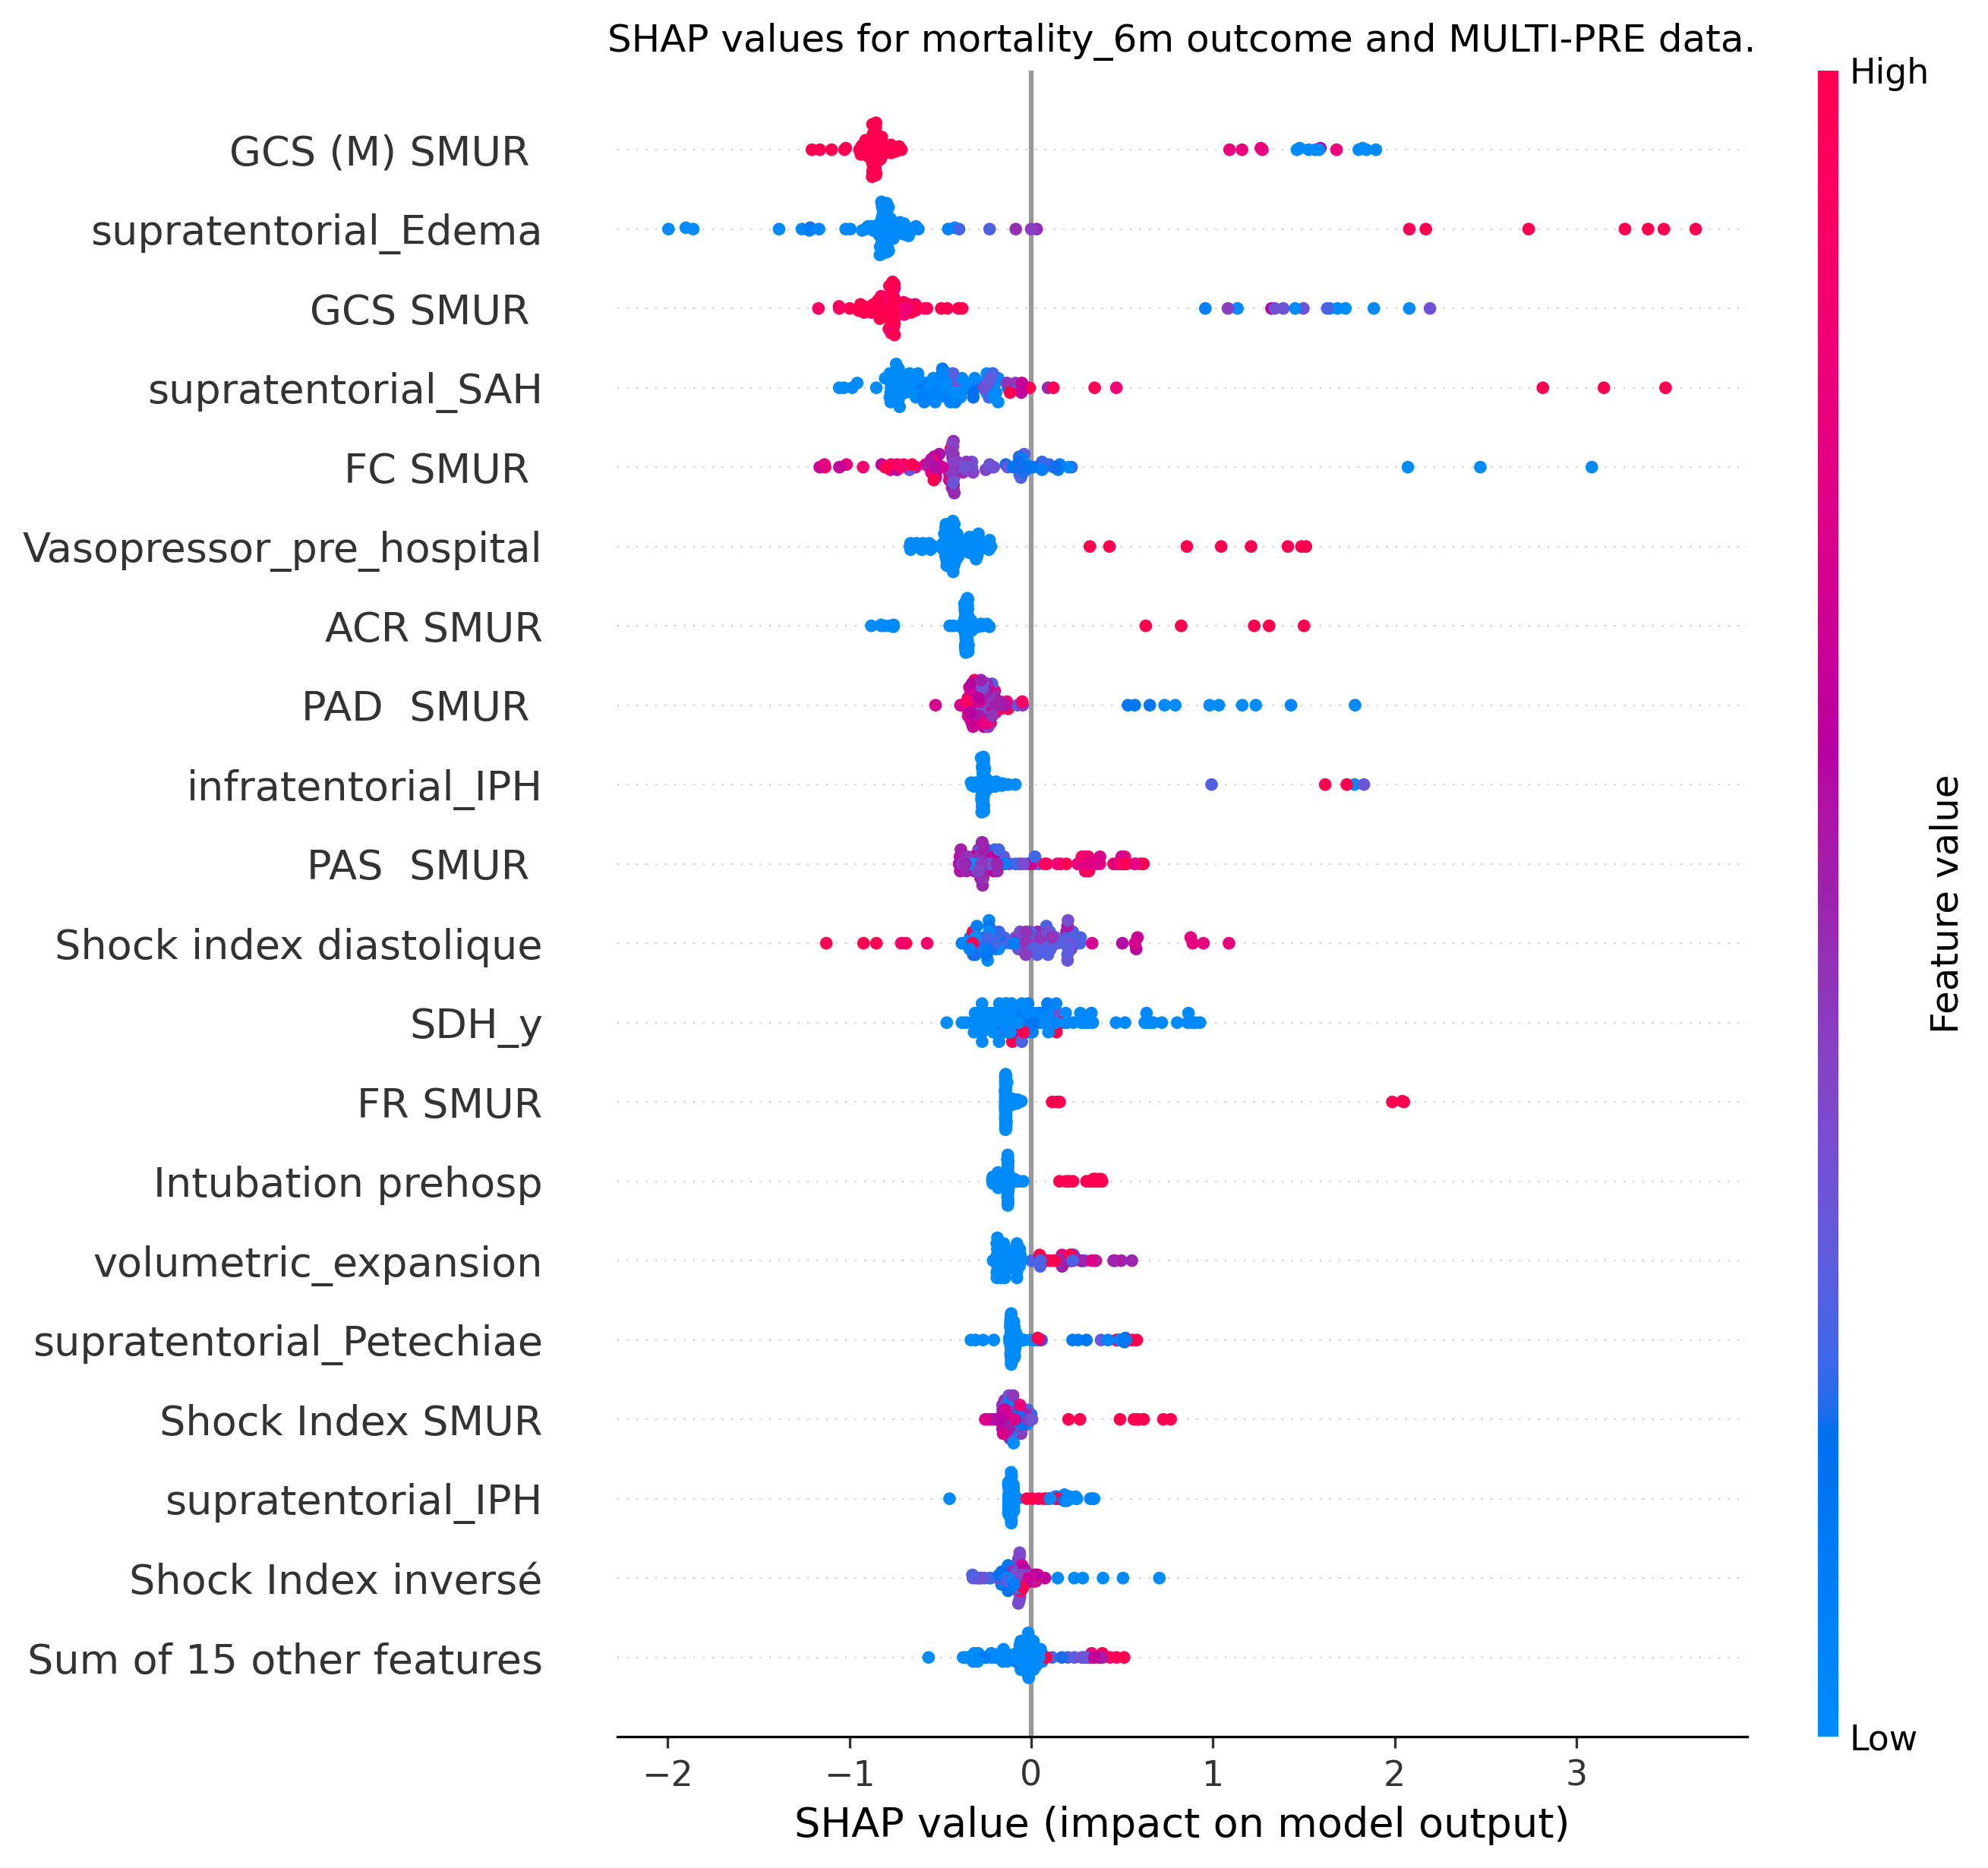 SHAP values for mortality_6m outcome and MULTI-PRE data.
High
GCS (M) SMUR
supratentorial_Edema
GCS SMUR
supratentorial_SAH
FC SMUR
Vasopressor_pre_hospital
ACR SMUR
PAD  SMUR
infratentorial_IPH
PAS  SMUR
Shock index diastolique
SDH_y
FR SMUR
Intubation prehosp
volumetric_expansion
supratentorial_Petechiae
Shock Index SMUR
supratentorial_IPH
Shock Index inversé
Sum of 15 other features
Feature value
Low
−2 −1 0 1 2 3
SHAP value (impact on model output)